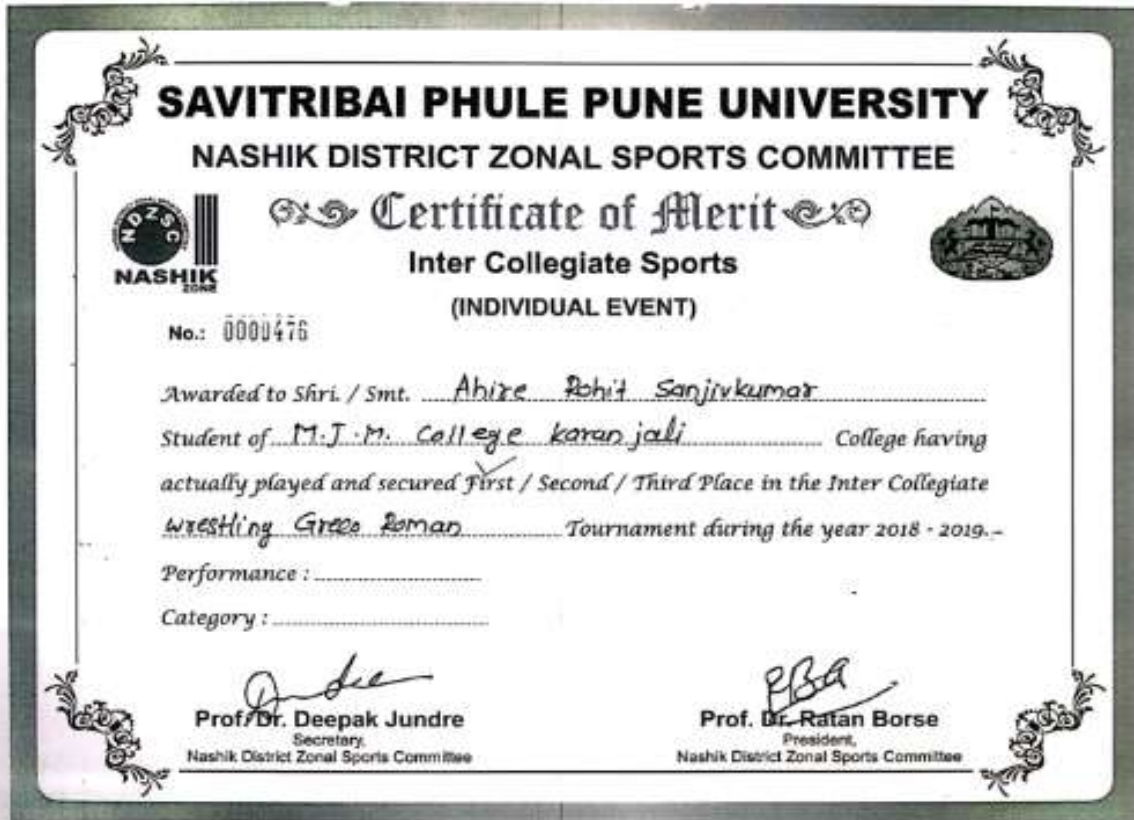 SAVITRIBAI PHULE PUNE UNIVERSITY
NASHIK DISTRICT ZONAL SPORTS COMMITTEE
Certificate of Merit
NDZSC
NASHIK
ZONE
Inter Collegiate Sports
(INDIVIDUAL EVENT)
No.: 0000476
Awarded to Shri. / Smt. Ahire Rohit Sanjivkumar
Student of M.J.M. College karanjali College having
actually played and secured First / Second / Third Place in the Inter Collegiate
wrestling Greco Roman Tournament during the year 2018 - 2019.
Performance :
Category :
Prof. Dr. Deepak Jundre
Secretary,
Nashik District Zonal Sports Committee
Prof. Dr. Ratan Borse
President,
Nashik District Zonal Sports Committee